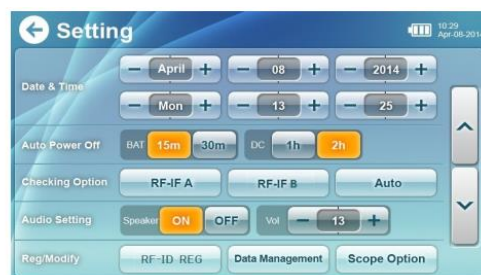 Setting
10:29
Apr-08-2014
Date & Time
− April + − 08 + − 2014 +
− Mon + − 13 + − 25 +
Auto Power Off BAT 15m 30m DC 1h 2h
Checking Option RF-IF A RF-IF B Auto
Audio Setting Speaker ON OFF Vol − 13 +
Reg/Modify RF-ID REG Data Management Scope Option